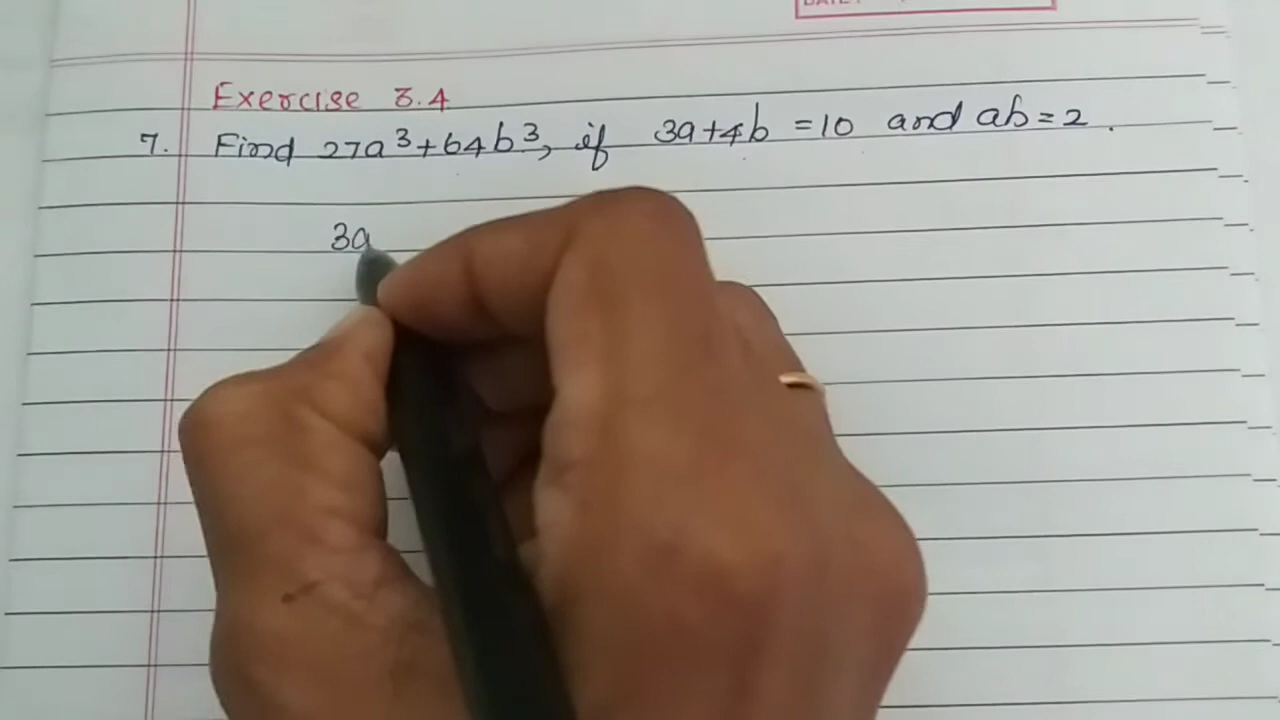 Exercise 3.4
7. Find 27a³+64b³, if 3a+4b =10 and ab=2.
3a